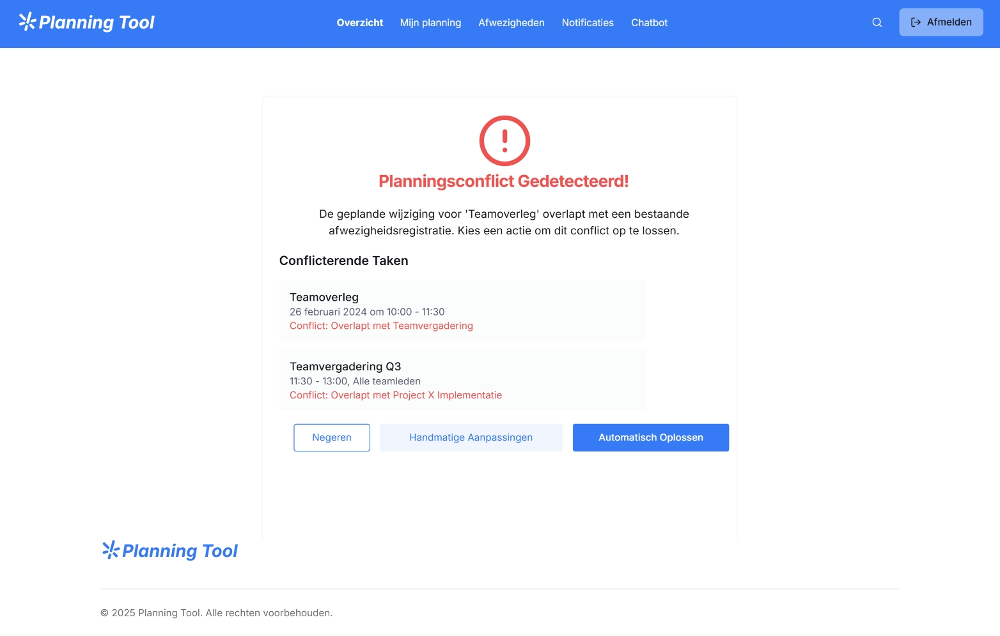 Planning Tool
Overzicht
Mijn planning
Afwezigheden
Notificaties
Chatbot
Afmelden
Planningsconflict Gedetecteerd!
De geplande wijziging voor 'Teamoverleg' overlapt met een bestaande
afwezigheidsregistratie. Kies een actie om dit conflict op te lossen.
Conflicterende Taken
Teamoverleg
26 februari 2024 om 10:00 - 11:30
Conflict: Overlapt met Teamvergadering
Teamvergadering Q3
11:30 - 13:00, Alle teamleden
Conflict: Overlapt met Project X Implementatie
Negeren
Handmatige Aanpassingen
Automatisch Oplossen
Planning Tool
© 2025 Planning Tool. Alle rechten voorbehouden.